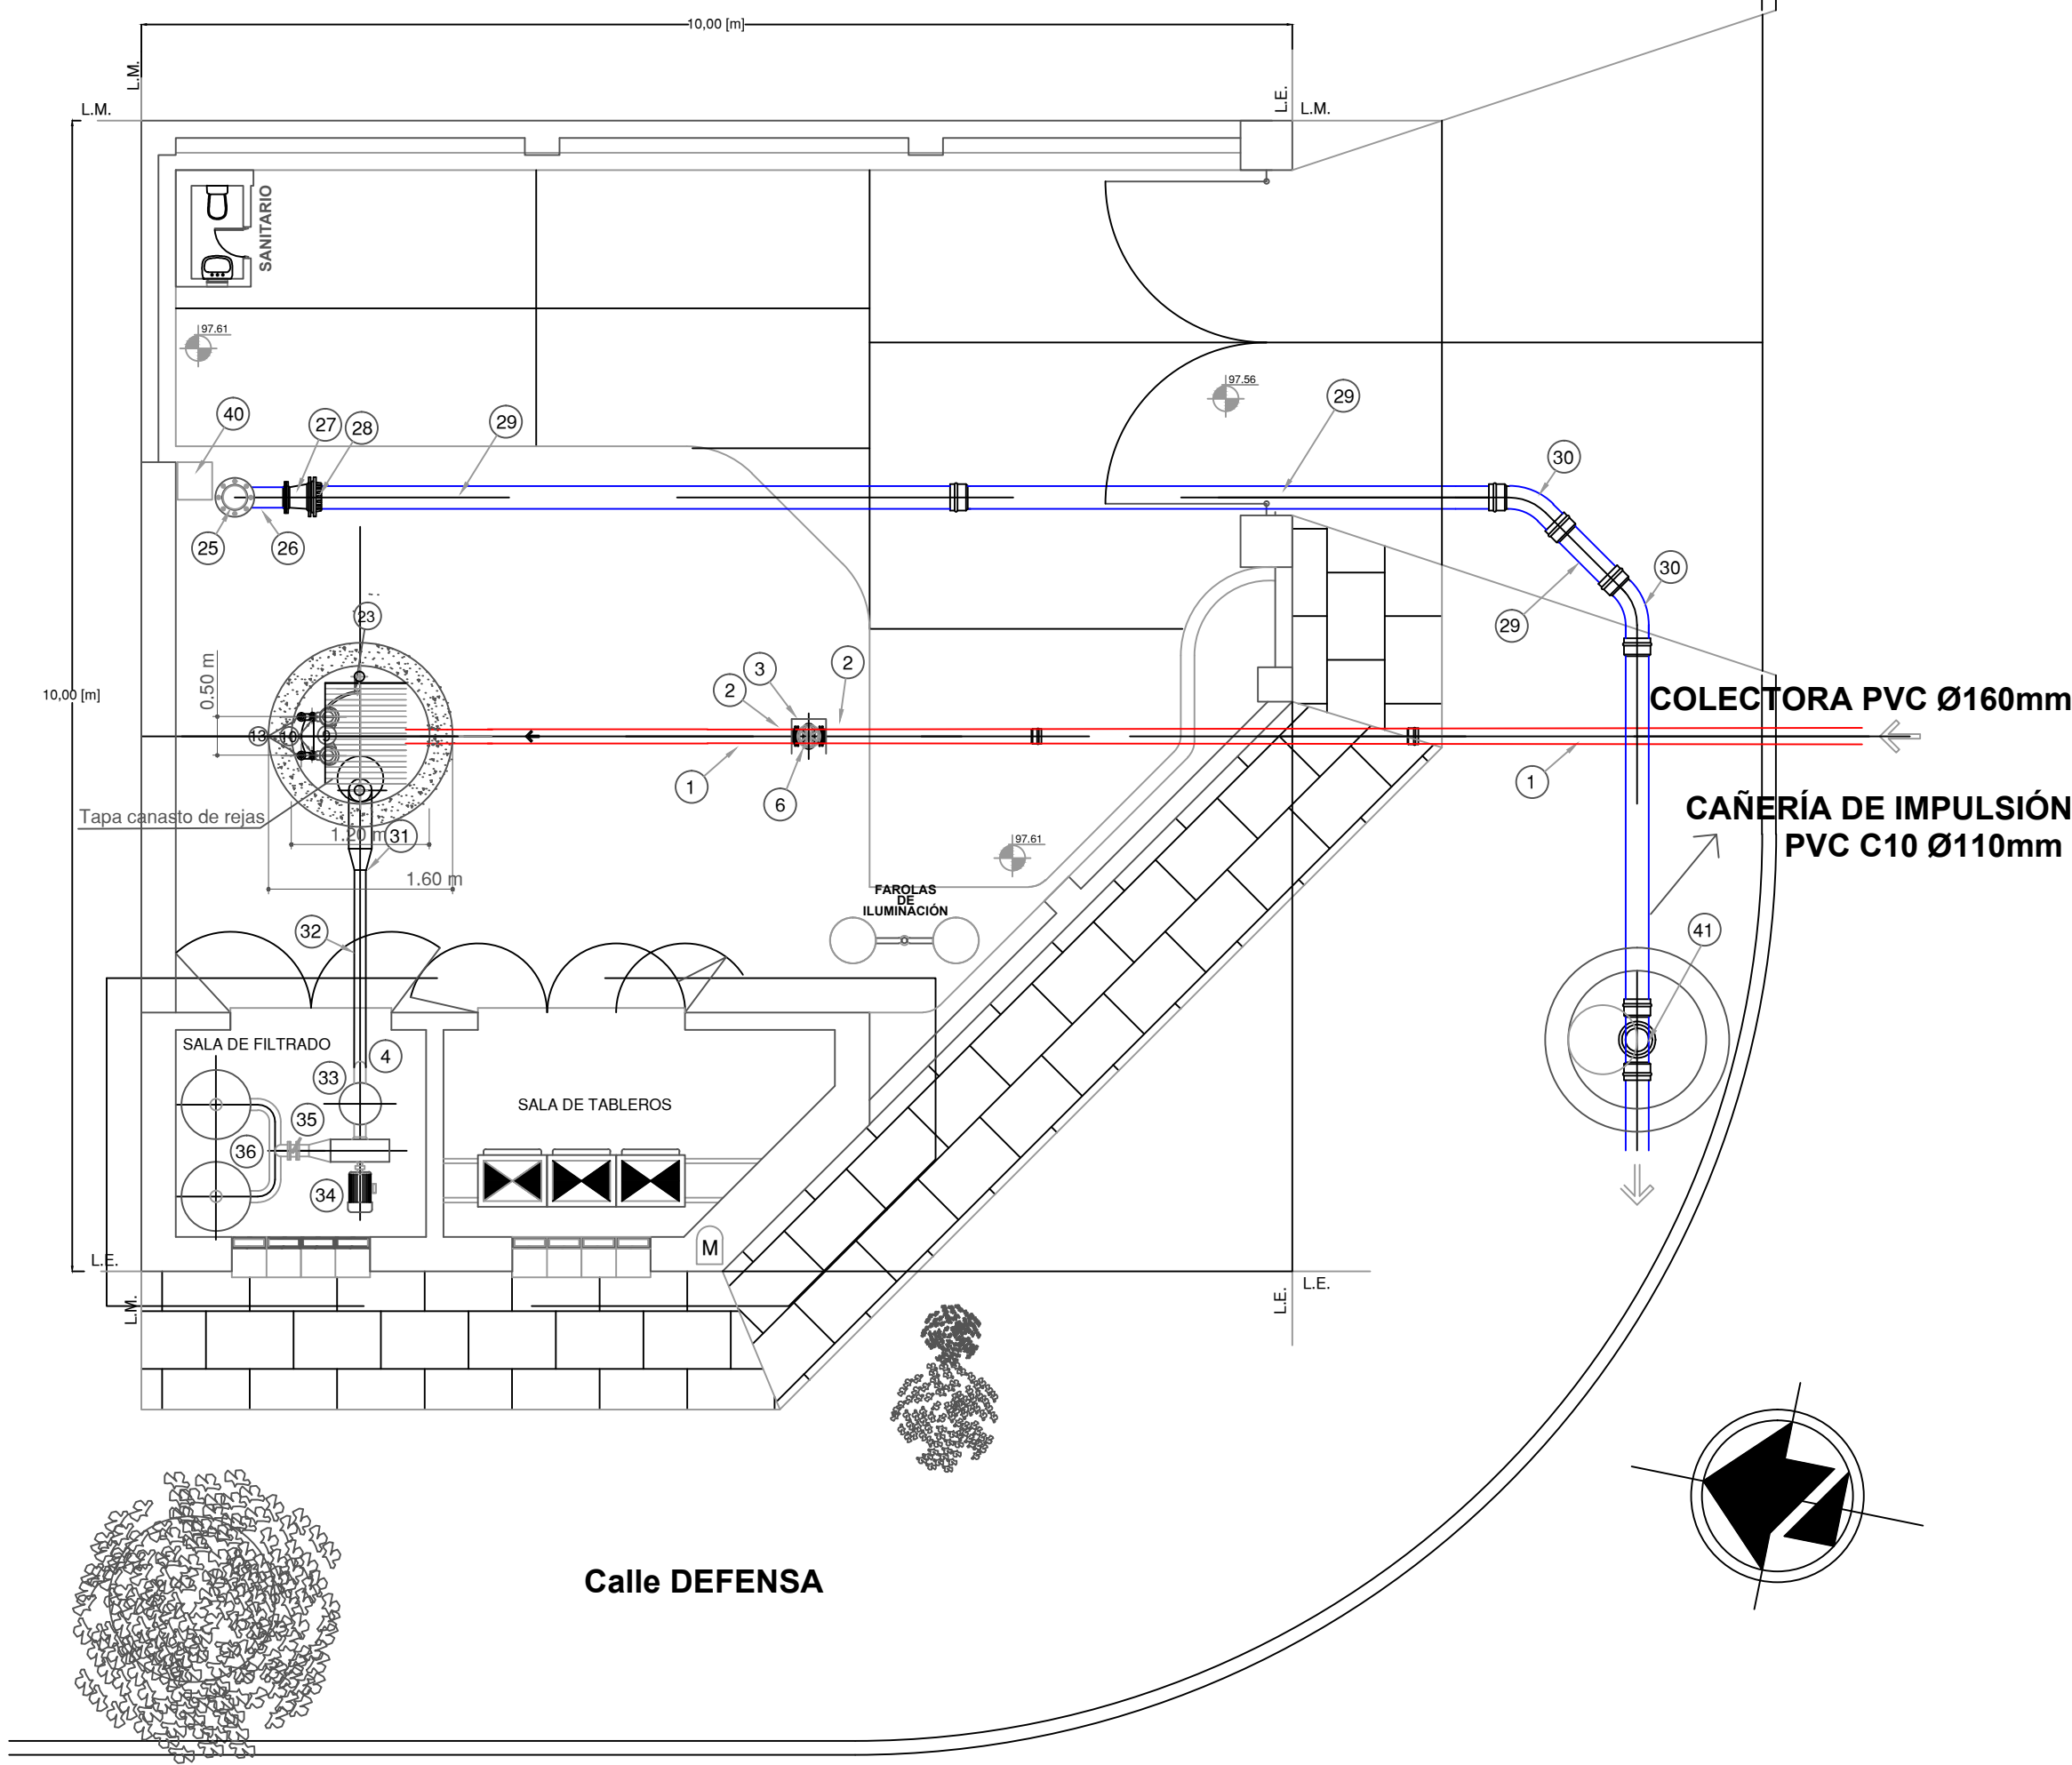 10,00 [m]
L.M.
L.M.
L.E.
L.M.
SANITARIO
97.61
97.56
40
27
28
29
29
30
25
26
30
29
23
0.50 m
10,00 [m]
3
2
2
COLECTORA PVC Ø160mm
13
10
9
1
6
1
Tapa canasto de rejas
1.20 m
31
CAÑERÍA DE IMPULSIÓN
PVC C10 Ø110mm
97.61
1.60 m
FAROLAS
DE
ILUMINACIÓN
32
41
SALA DE FILTRADO
4
33
SALA DE TABLEROS
35
36
34
M
L.E.
L.M.
L.E.
L.E.
Calle DEFENSA